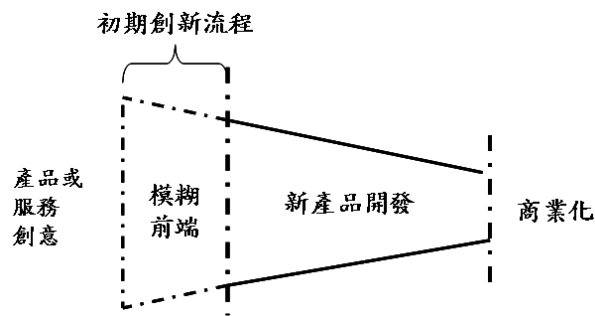 初期創新流程
產品或
服務
創意
模糊
前端
新產品開發
商業化